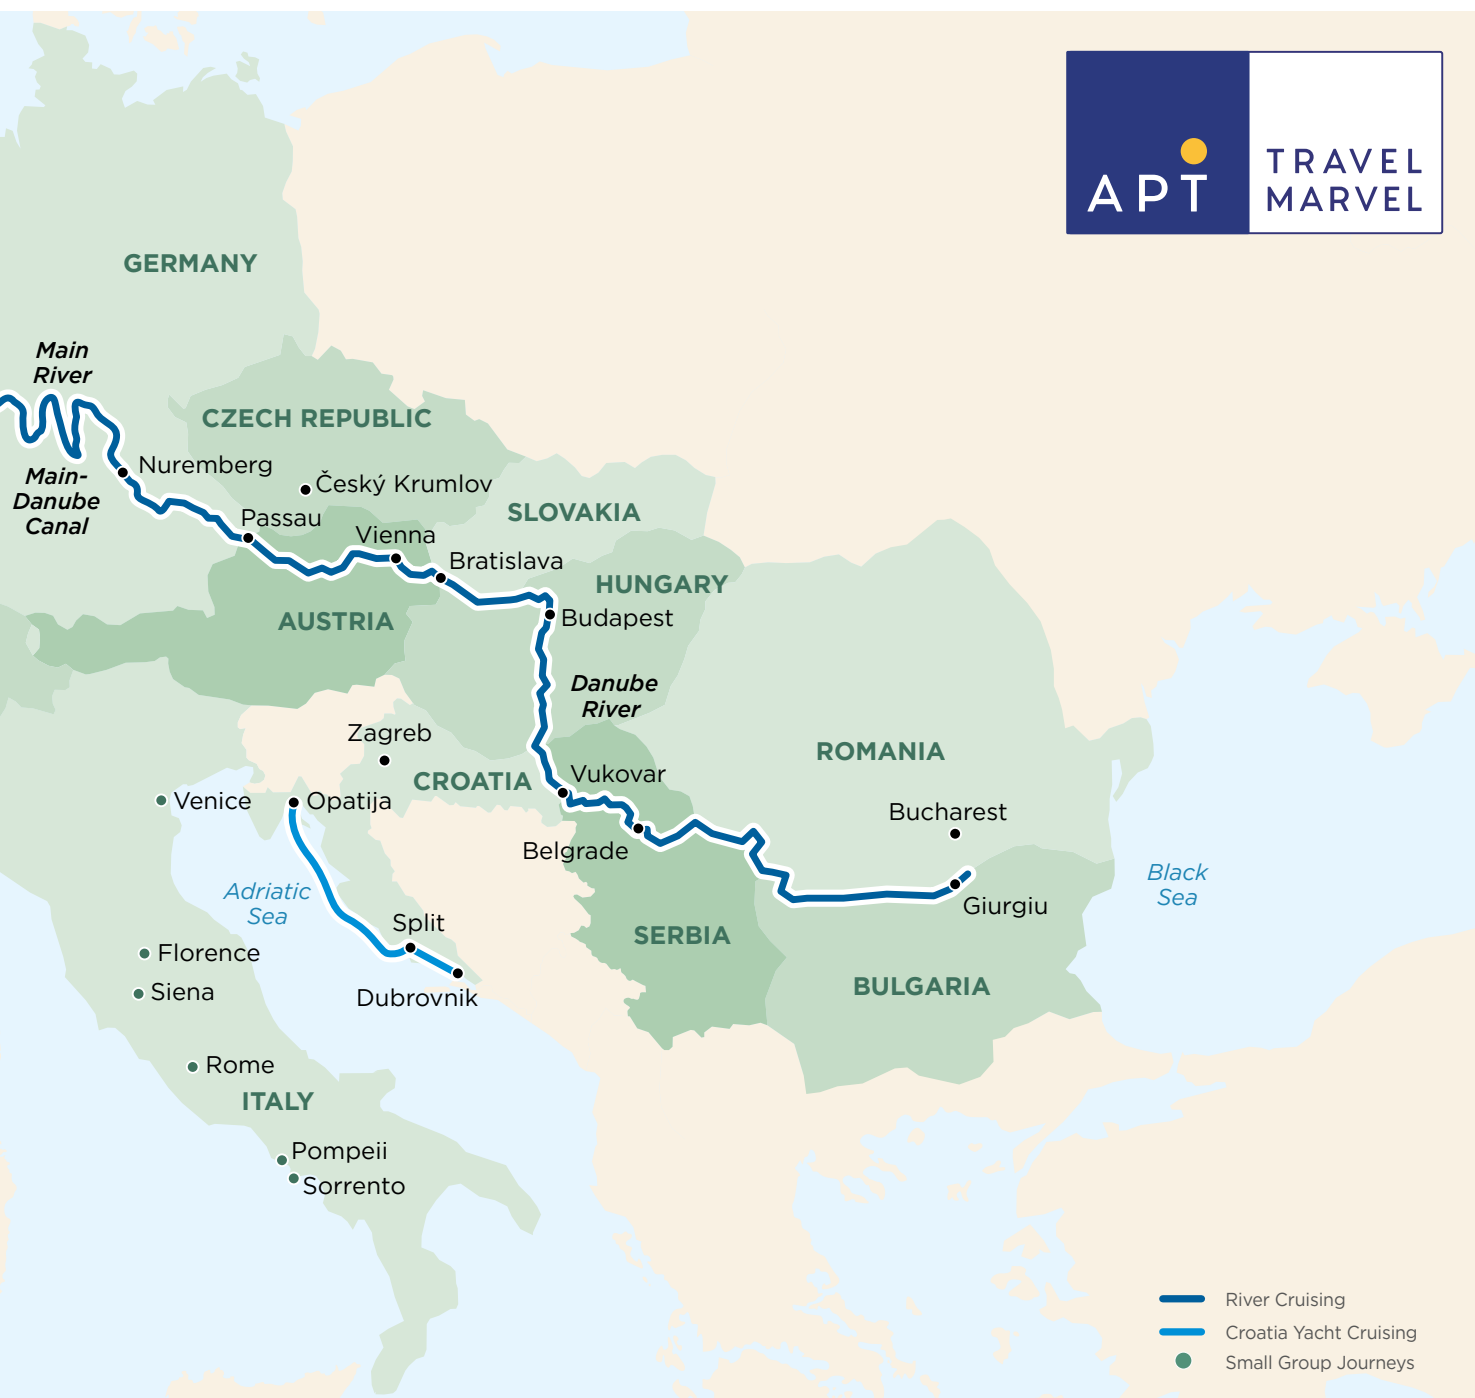 APT
TRAVEL
MARVEL
GERMANY
Main
River
CZECH REPUBLIC
Nuremberg
Main-
Danube
Canal
Český Krumlov
SLOVAKIA
Passau
Vienna
Bratislava
HUNGARY
AUSTRIA
Budapest
Danube
River
Zagreb
ROMANIA
CROATIA
Vukovar
Venice
Opatija
Bucharest
Belgrade
Black
Sea
Adriatic
Sea
Giurgiu
Split
SERBIA
Florence
BULGARIA
Siena
Dubrovnik
Rome
ITALY
Pompeii
Sorrento
River Cruising
Croatia Yacht Cruising
Small Group Journeys